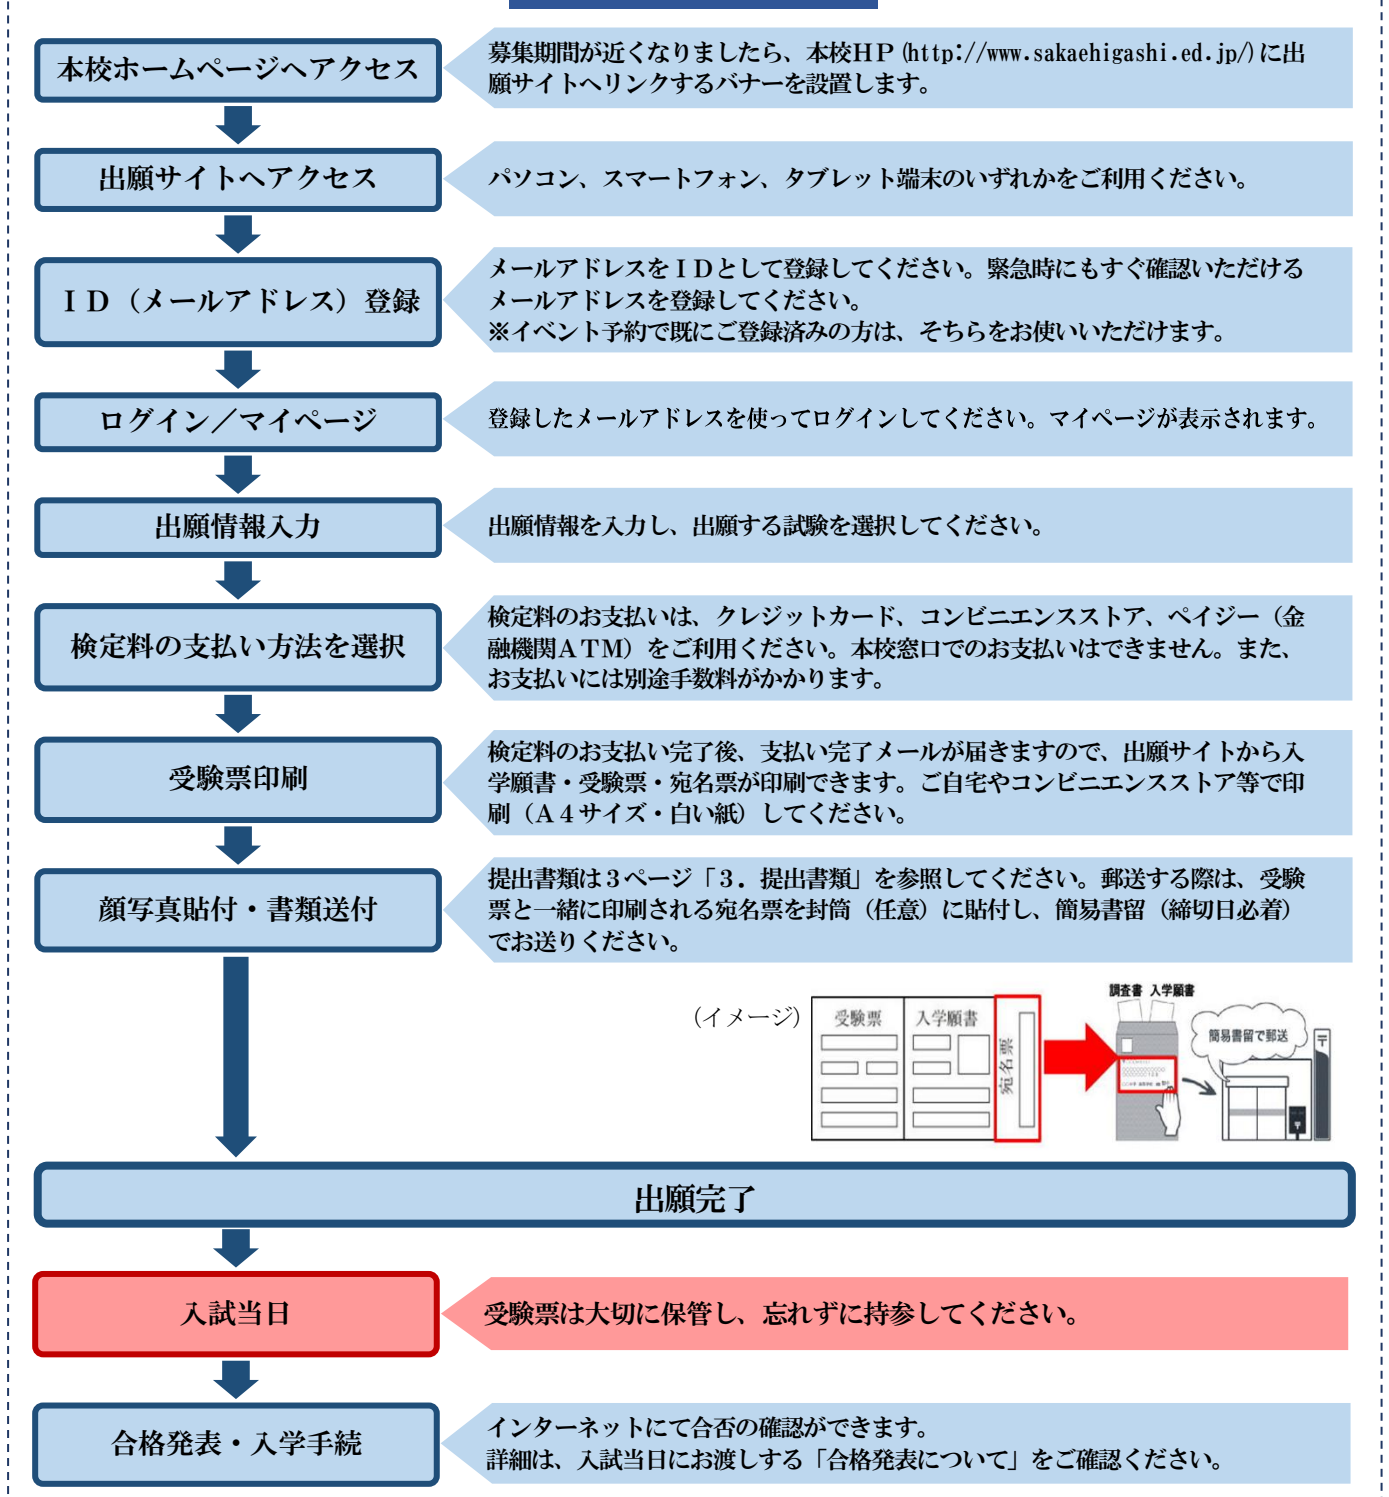 本校ホームページへアクセス
募集期間が近くなりましたら、本校ＨＰ(http://www.sakaehigashi.ed.jp/)に出
願サイトへリンクするバナーを設置します。
出願サイトへアクセス
パソコン、スマートフォン、タブレット端末のいずれかをご利用ください。
ＩＤ（メールアドレス）登録
メールアドレスをＩＤとして登録してください。緊急時にもすぐ確認いただける
メールアドレスを登録してください。
※イベント予約で既にご登録済みの方は、そちらをお使いいただけます。
ログイン／マイページ
登録したメールアドレスを使ってログインしてください。マイページが表示されます。
出願情報入力
出願情報を入力し、出願する試験を選択してください。
検定料の支払い方法を選択
検定料のお支払いは、クレジットカード、コンビニエンスストア、ペイジー（金
融機関ＡＴＭ）をご利用ください。本校窓口でのお支払いはできません。また、
お支払いには別途手数料がかかります。
受験票印刷
検定料のお支払い完了後、支払い完了メールが届きますので、出願サイトから入
学願書・受験票・宛名票が印刷できます。ご自宅やコンビニエンスストア等で印
刷（Ａ４サイズ・白い紙）してください。
顔写真貼付・書類送付
提出書類は３ページ「３．提出書類」を参照してください。郵送する際は、受験
票と一緒に印刷される宛名票を封筒（任意）に貼付し、簡易書留（締切日必着）
でお送りください。
（イメージ）
受験票
入学願書
宛名票
調査書 入学願書
簡易書留で郵送
〒
出願完了
入試当日
受験票は大切に保管し、忘れずに持参してください。
合格発表・入学手続
インターネットにて合否の確認ができます。
詳細は、入試当日にお渡しする「合格発表について」をご確認ください。